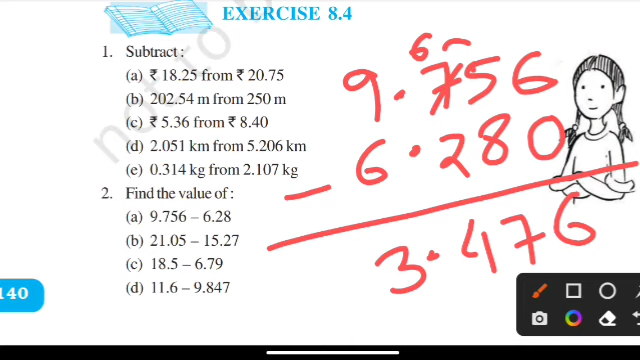 EXERCISE 8.4
1. Subtract :
(a) ₹ 18.25 from ₹ 20.75
(b) 202.54 m from 250 m
(c) ₹ 5.36 from ₹ 8.40
(d) 2.051 km from 5.206 km
(e) 0.314 kg from 2.107 kg
2. Find the value of :
(a) 9.756 – 6.28
(b) 21.05 – 15.27
(c) 18.5 – 6.79
(d) 11.6 – 9.847
140
6
9.756
– 6.280
3.476